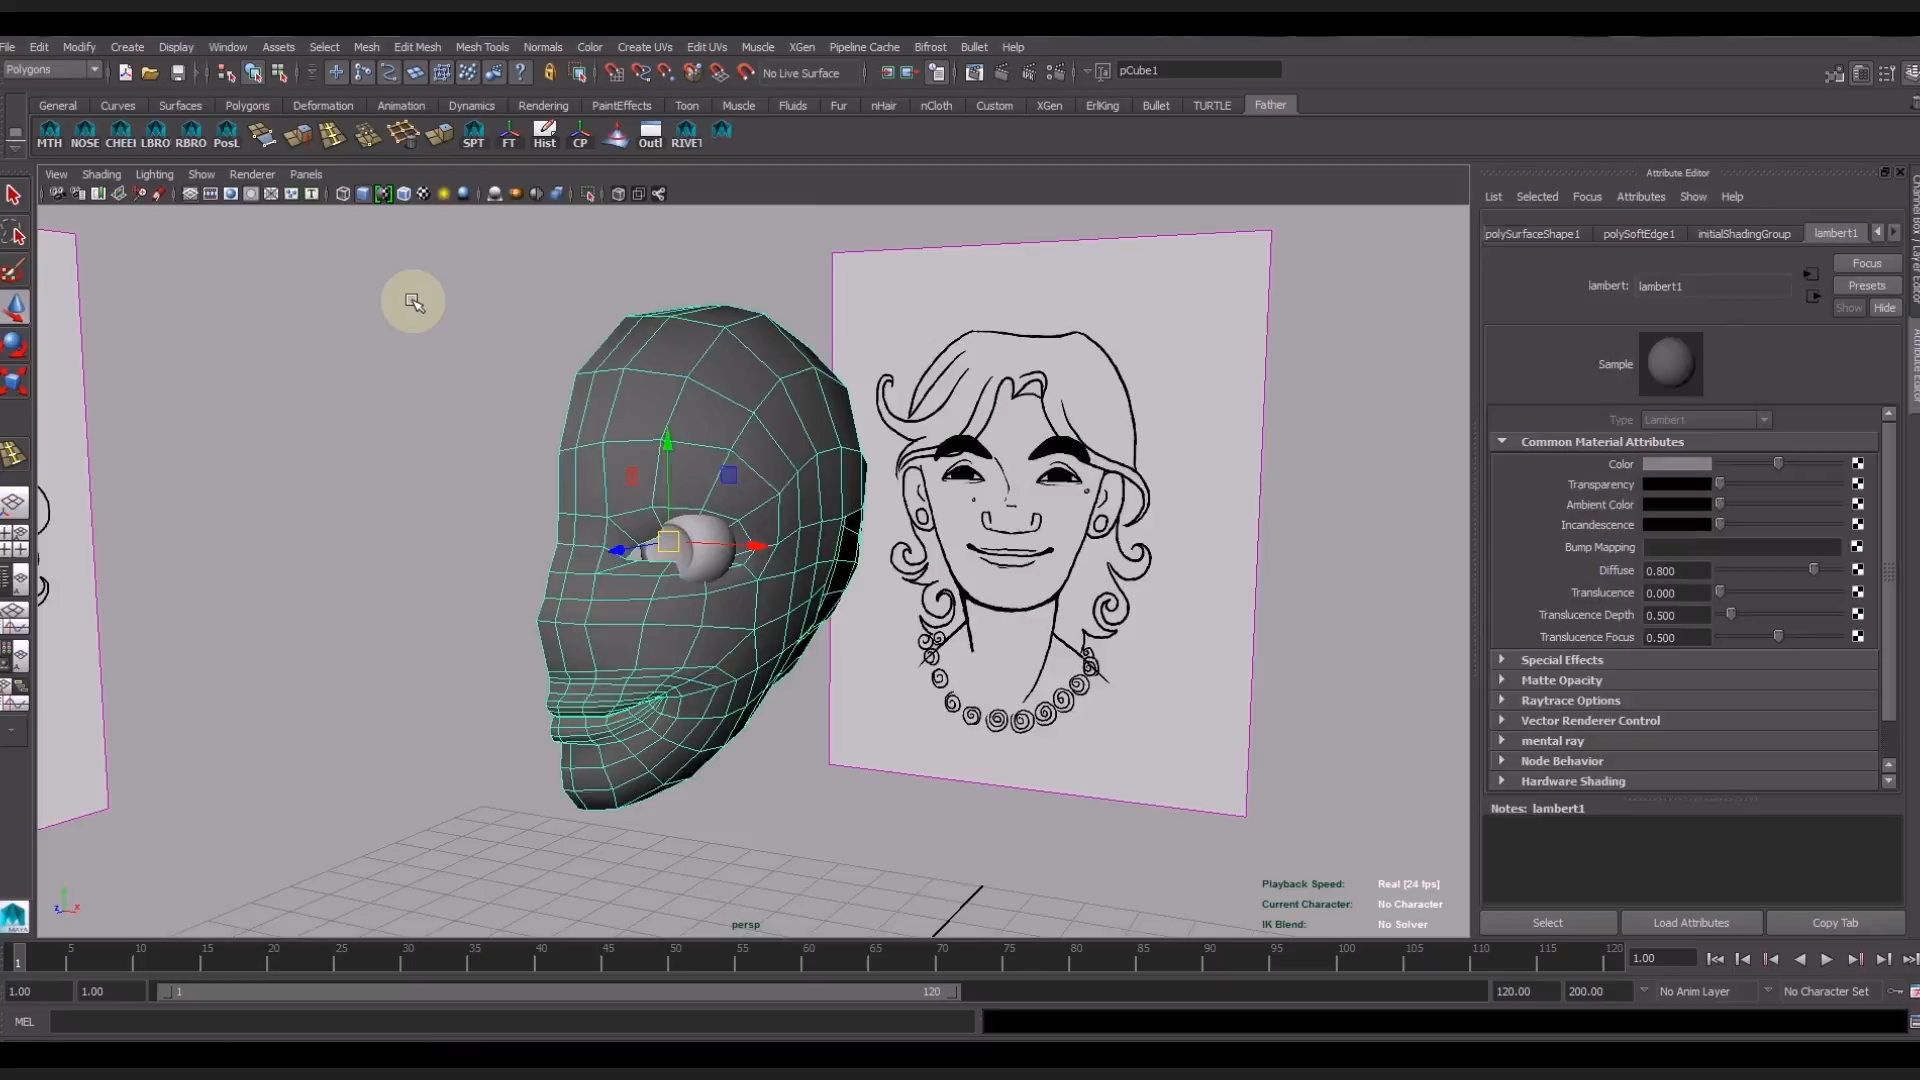 File Edit Modify Create Display Window Assets Select Mesh Edit Mesh Mesh Tools Normals Color Create UVs Edit UVs Muscle XGen Pipeline Cache Bifrost Bullet Help
Polygons No Live Surface pCube1
General Curves Surfaces Polygons Deformation Animation Dynamics Rendering PaintEffects Toon Muscle Fluids Fur nHair nCloth Custom XGen ErlKing Bullet TURTLE Father
MTH NOSE CHEEI LBRO RBRO PosL SPT FT Hist CP Outl RIVET
View Shading Lighting Show Renderer Panels
Attribute Editor
List Selected Focus Attributes Show Help
polySurfaceShape1 polySoftEdge1 initialShadingGroup lambert1
Focus
lambert: lambert1 Presets
Show Hide
Sample
Type Lambert
Common Material Attributes
Color
Transparency
Ambient Color
Incandescence
Bump Mapping
Diffuse 0.800
Translucence 0.000
Translucence Depth 0.500
Translucence Focus 0.500
Special Effects
Matte Opacity
Raytrace Options
Vector Renderer Control
mental ray
Node Behavior
Hardware Shading
Notes: lambert1
Select Load Attributes Copy Tab
Channel Box / Layer Editor
Attribute Editor
Playback Speed: Real [24 fps]
Current Character: No Character
IK Blend: No Solver
persp
z x
MAYA
1 5 10 15 20 25 30 35 40 45 50 55 60 65 70 75 80 85 90 95 100 105 110 115 120 1.00
1.00 1.00 1 120 120.00 200.00 No Anim Layer No Character Set
MEL